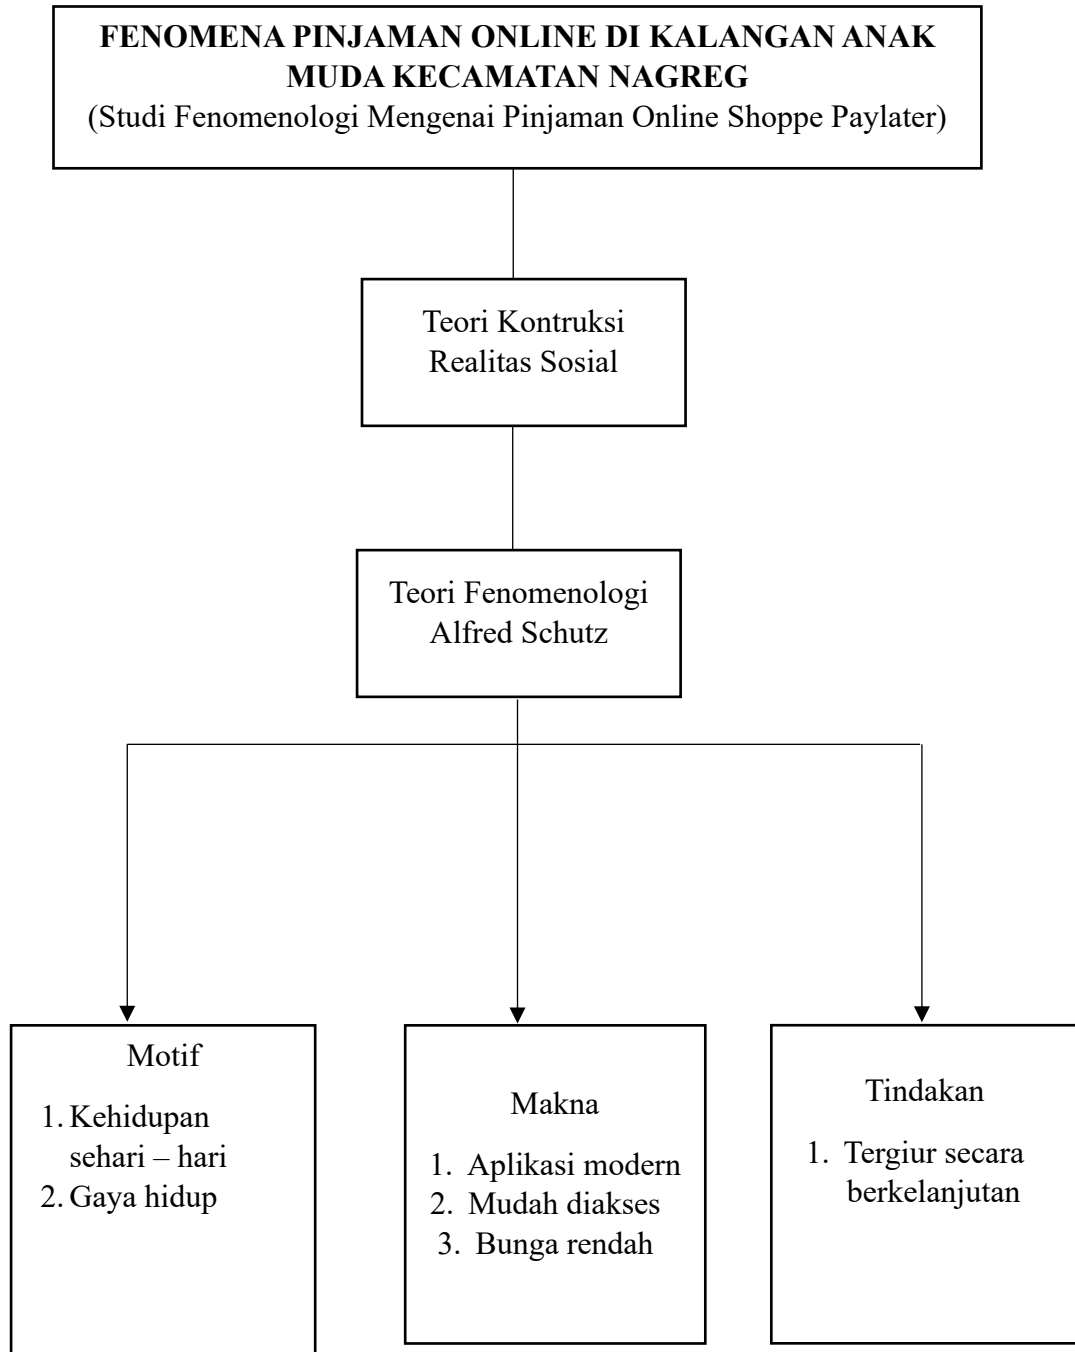 FENOMENA PINJAMAN ONLINE DI KALANGAN ANAK
MUDA KECAMATAN NAGREG
(Studi Fenomenologi Mengenai Pinjaman Online Shoppe Paylater)
Teori Kontruksi
Realitas Sosial
Teori Fenomenologi
Alfred Schutz
Motif
1. Kehidupan
sehari – hari
2. Gaya hidup
Makna
1. Aplikasi modern
2. Mudah diakses
3. Bunga rendah
Tindakan
1. Tergiur secara
berkelanjutan